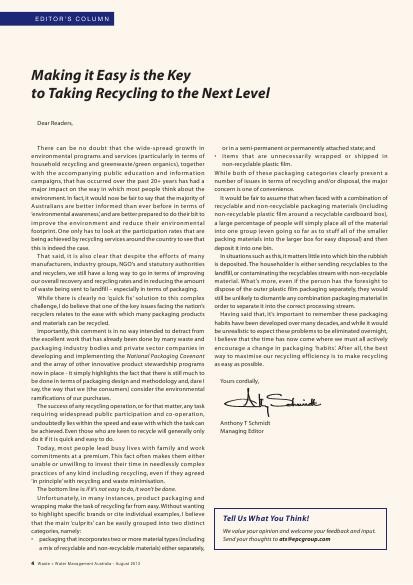 EDITOR'S COLUMN
Making it Easy is the Key
to Taking Recycling to the Next Level
Dear Readers,
There can be no doubt that the wide-spread growth in
environmental programs and services (particularly in terms of
household recycling and greenwaste/green organics), together
with the accompanying public education and information
campaigns, that has occurred over the past 20+ years has had a
major impact on the way in which most people think about the
environment. In fact, it would now be fair to say that the majority of
Australians are better informed than ever before in terms of
'environmental awareness', and are better prepared to do their bit to
improve the environment and reduce their environmental
footprint. One only has to look at the participation rates that are
being achieved by recycling services around the country to see that
this is indeed the case.
That said, it is also clear that despite the efforts of many
manufacturers, industry groups, NGO's and statutory authorities
and recyclers, we still have a long way to go in terms of improving
our overall recovery and recycling rates and in reducing the amount
of waste being sent to landfill – especially in terms of packaging.
While there is clearly no 'quick fix' solution to this complex
challenge, I do believe that one of the key issues facing the nation's
recyclers relates to the ease with which many packaging products
and materials can be recycled.
Importantly, this comment is in no way intended to detract from
the excellent work that has already been done by many waste and
packaging industry bodies and private sector companies in
developing and implementing the National Packaging Covenant
and the array of other innovative product stewardship programs
now in place - it simply highlights the fact that there is still much to
be done in terms of packaging design and methodology and, dare I
say, the way that we (the consumers) consider the environmental
ramifications of our purchases.
The success of any recycling operation, or for that matter, any task
requiring widespread public participation and co-operation,
undoubtedly lies within the speed and ease with which the task can
be achieved. Even those who are keen to recycle will generally only
do it if it is quick and easy to do.
Today, most people lead busy lives with family and work
commitments at a premium. This fact often makes them either
unable or unwilling to invest their time in needlessly complex
practices of any kind including recycling, even if they agreed
'in principle' with recycling and waste minimisation.
The bottom line is if it's not easy to do, it won't be done.
Unfortunately, in many instances, product packaging and
wrapping make the task of recycling far from easy. Without wanting
to highlight specific brands or cite individual examples, I believe
that the main 'culprits' can be easily grouped into two distinct
categories, namely:
• packaging that incorporates two or more material types (including
a mix of recyclable and non-recyclable materials) either separately,
or in a semi-permanent or permanently attached state; and
• items that are unnecessarily wrapped or shipped in
non-recyclable plastic film.
While both of these packaging categories clearly present a
number of issues in terms of recycling and/or disposal, the major
concern is one of convenience.
It would be fair to assume that when faced with a combination of
recyclable and non-recyclable packaging materials (including
non-recyclable plastic film around a recyclable cardboard box),
a large percentage of people will simply place all of the material
into one group (even going so far as to stuff all of the smaller
packing materials into the larger box for easy disposal) and then
deposit it into one bin.
In situations such as this, it matters little into which bin the rubbish
is deposited. The householder is either sending recyclables to the
landfill, or contaminating the recyclables stream with non-recyclable
material. What's more, even if the person has the foresight to
dispose of the outer plastic film packaging separately, they would
still be unlikely to dismantle any combination packaging material in
order to separate it into the correct processing stream.
Having said that, it's important to remember these packaging
habits have been developed over many decades, and while it would
be unrealistic to expect these problems to be eliminated overnight,
I believe that the time has now come where we must all actively
encourage a change in packaging 'habits'. After all, the best
way to maximise our recycling efficiency is to make recycling
as easy as possible.
Yours cordially,
Anthony T Schmidt
Managing Editor
Tell Us What You Think!
We value your opinion and welcome your feedback and input.
Send your thoughts to ats@epcgroup.com
4 Waste + Water Management Australia - August 2013